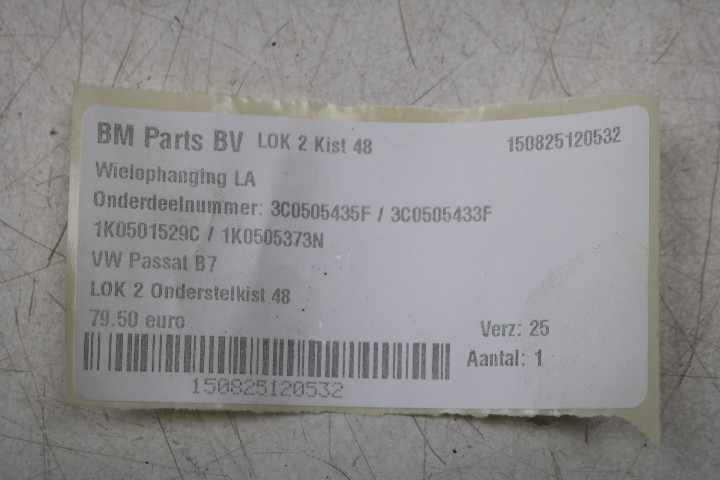 BM Parts BV LOK 2 Kist 48 150825120532
Wielophanging LA
Onderdeelnummer: 3C0505435F / 3C0505433F
1K0501529C / 1K0505373N
VW Passat B7
LOK 2 Onderstelkist 48
79.50 euro Verz: 25
Aantal: 1
150825120532